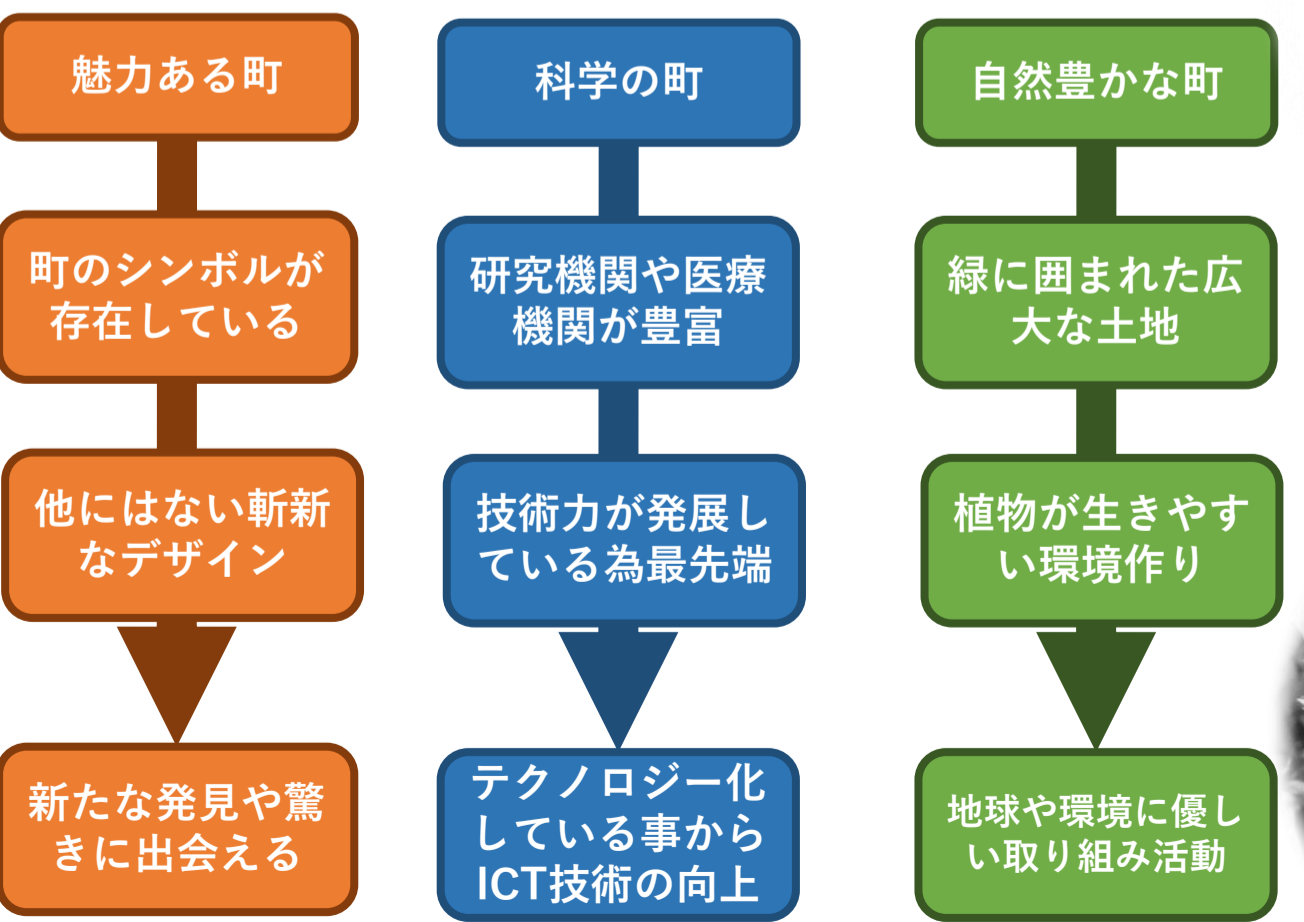 魅力ある町
町のシンボルが
存在している
他にはない斬新
なデザイン
新たな発見や驚
きに出会える
科学の町
研究機関や医療
機関が豊富
技術力が発展し
ている為最先端
テクノロジー化
している事から
ICT技術の向上
自然豊かな町
緑に囲まれた広
大な土地
植物が生きやす
い環境作り
地球や環境に優し
い取り組み活動